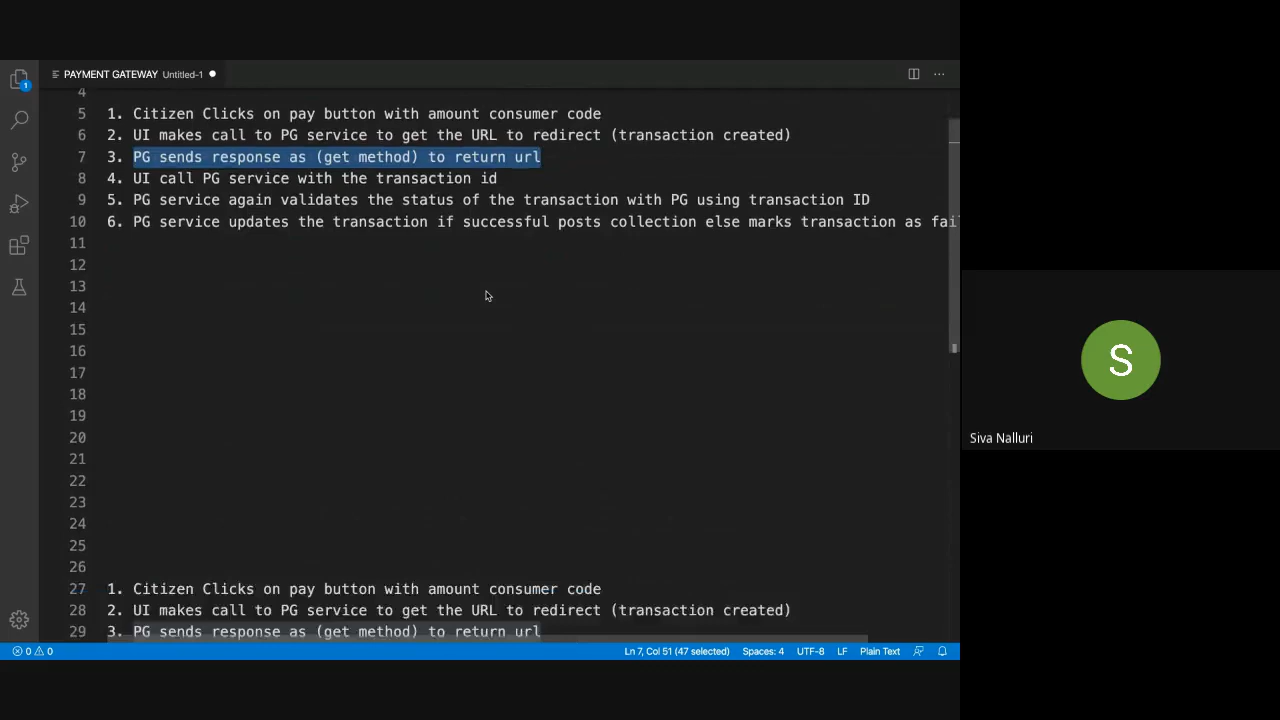 PAYMENT GATEWAY Untitled-1
1
4
5 1. Citizen Clicks on pay button with amount consumer code
6 2. UI makes call to PG service to get the URL to redirect (transaction created)
7 3. PG sends response as (get method) to return url
8 4. UI call PG service with the transaction id
9 5. PG service again validates the status of the transaction with PG using transaction ID
10 6. PG service updates the transaction if successful posts collection else marks transaction as fai
11
12
13
14
15
16
17
18
19
20
21
22
23
24
25
26
27 1. Citizen Clicks on pay button with amount consumer code
28 2. UI makes call to PG service to get the URL to redirect (transaction created)
29 3. PG sends response as (get method) to return url
0 0 Ln 7, Col 51 (47 selected) Spaces: 4 UTF-8 LF Plain Text
S
Siva Nalluri